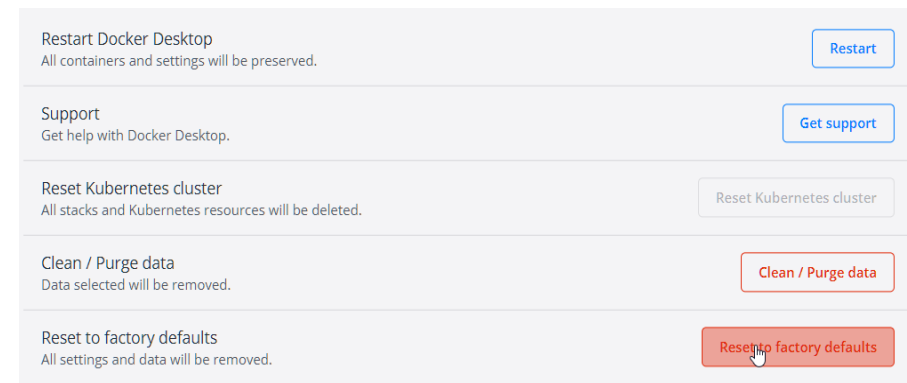 Restart Docker Desktop
All containers and settings will be preserved.
Restart
Support
Get help with Docker Desktop.
Get support
Reset Kubernetes cluster
All stacks and Kubernetes resources will be deleted.
Reset Kubernetes cluster
Clean / Purge data
Data selected will be removed.
Clean / Purge data
Reset to factory defaults
All settings and data will be removed.
Reset to factory defaults